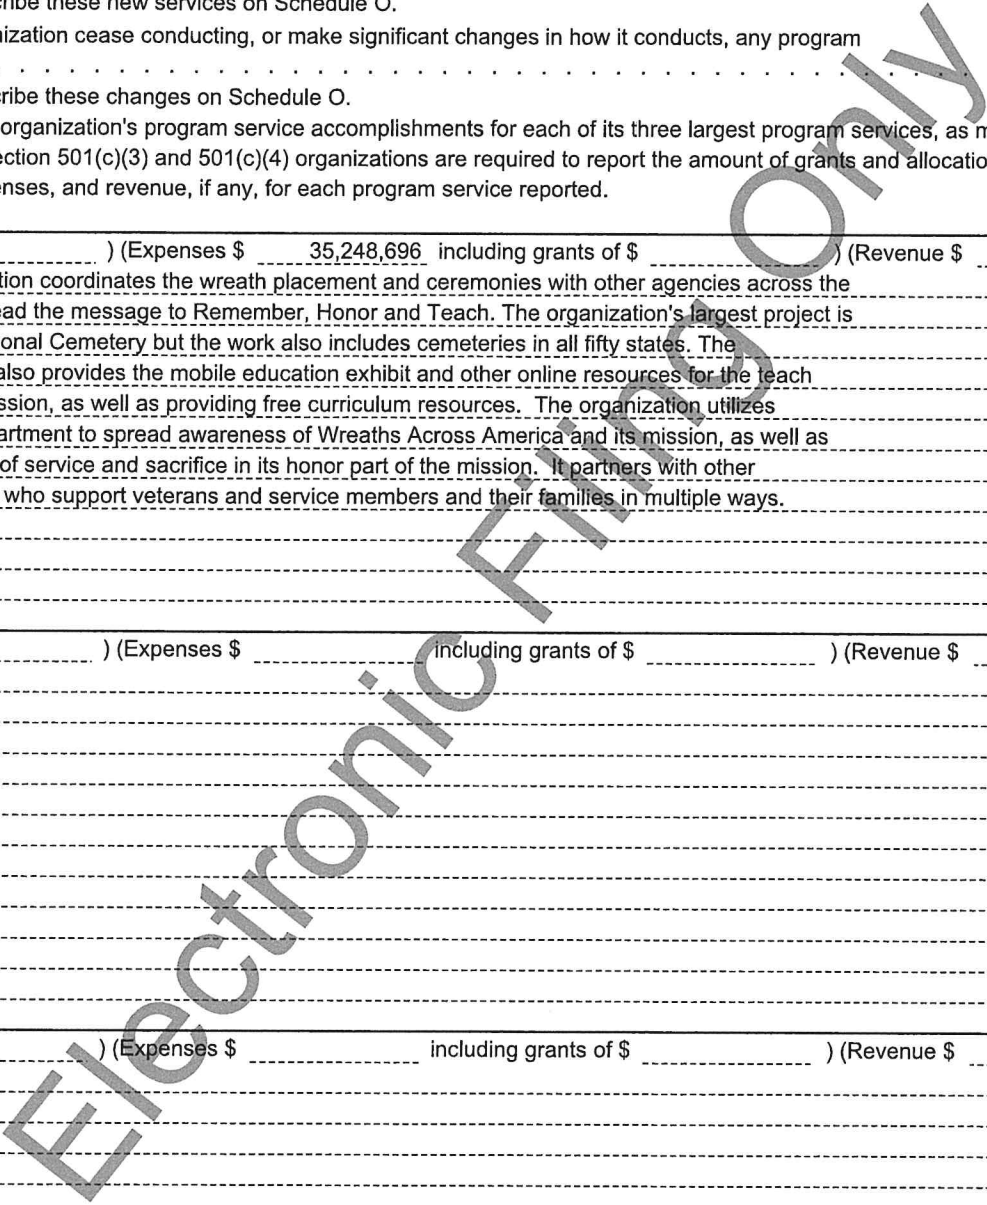 ribe these new services on Schedule O.
nization cease conducting, or make significant changes in how it conducts, any program
. . . . . . . . . . . . . . . . . . . . . . . . . . . . . .
ribe these changes on Schedule O.
organization's program service accomplishments for each of its three largest program services, as m
ection 501(c)(3) and 501(c)(4) organizations are required to report the amount of grants and allocatio
enses, and revenue, if any, for each program service reported.
) (Expenses $ 35,248,696 including grants of $ ) (Revenue $
tion coordinates the wreath placement and ceremonies with other agencies across the
ead the message to Remember, Honor and Teach. The organization's largest project is
onal Cemetery but the work also includes cemeteries in all fifty states. The
also provides the mobile education exhibit and other online resources for the teach
ssion, as well as providing free curriculum resources. The organization utilizes
artment to spread awareness of Wreaths Across America and its mission, as well as
of service and sacrifice in its honor part of the mission. It partners with other
who support veterans and service members and their families in multiple ways.
) (Expenses $ including grants of $ ) (Revenue $
) (Expenses $ including grants of $ ) (Revenue $
Electronic Filing Only